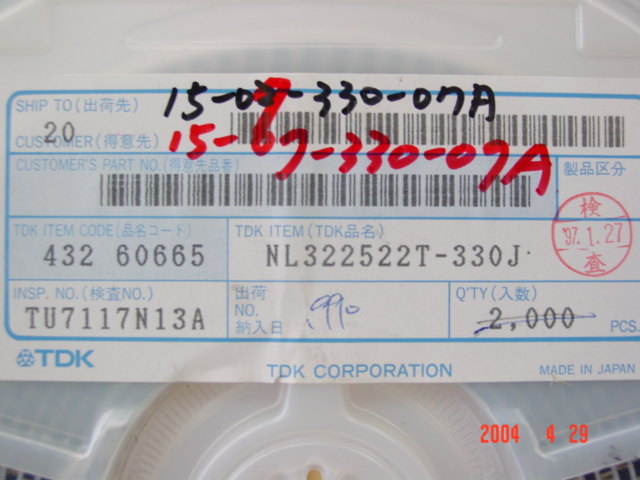 SHIP TO (出荷先)
15-07-330-07A
20
CUSTOMER (得意先)
15-07-330-07A
CUSTOMER'S PART NO.(得意先品番)
製品区分
TDK ITEM CODE(品名コード)
TDK ITEM (TDK品名)
432 60665
NL322522T-330J
検
'97.1.27
査
INSP. NO.(検査NO.)
出荷
NO.
納入日
990
Q'TY (入数)
TU7117N13A
2,000
PCS.
TDK
TDK CORPORATION
MADE IN JAPAN
2004 4 29